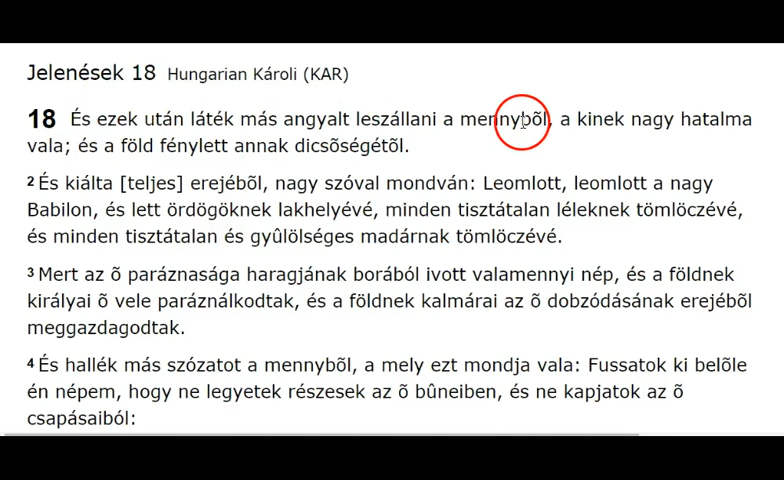 Jelenések 18 Hungarian Károli (KAR)
18 És ezek után láték más angyalt leszállani a mennybõl, a kinek nagy hatalma
vala; és a föld fénylett annak dicsõségétõl.
2 És kiálta [teljes] erejébõl, nagy szóval mondván: Leomlott, leomlott a nagy
Babilon, és lett ördögöknek lakhelyévé, minden tisztátalan léleknek tömlöczévé,
és minden tisztátalan és gyûlölséges madárnak tömlöczévé.
3 Mert az õ paráznasága haragjának borából ivott valamennyi nép, és a földnek
királyai õ vele paráználkodtak, és a földnek kalmárai az õ dobzódásának erejébõl
meggazdagodtak.
4 És hallék más szózatot a mennybõl, a mely ezt mondja vala: Fussatok ki belõle
én népem, hogy ne legyetek részesek az õ bûneiben, és ne kapjatok az õ
csapásaiból: